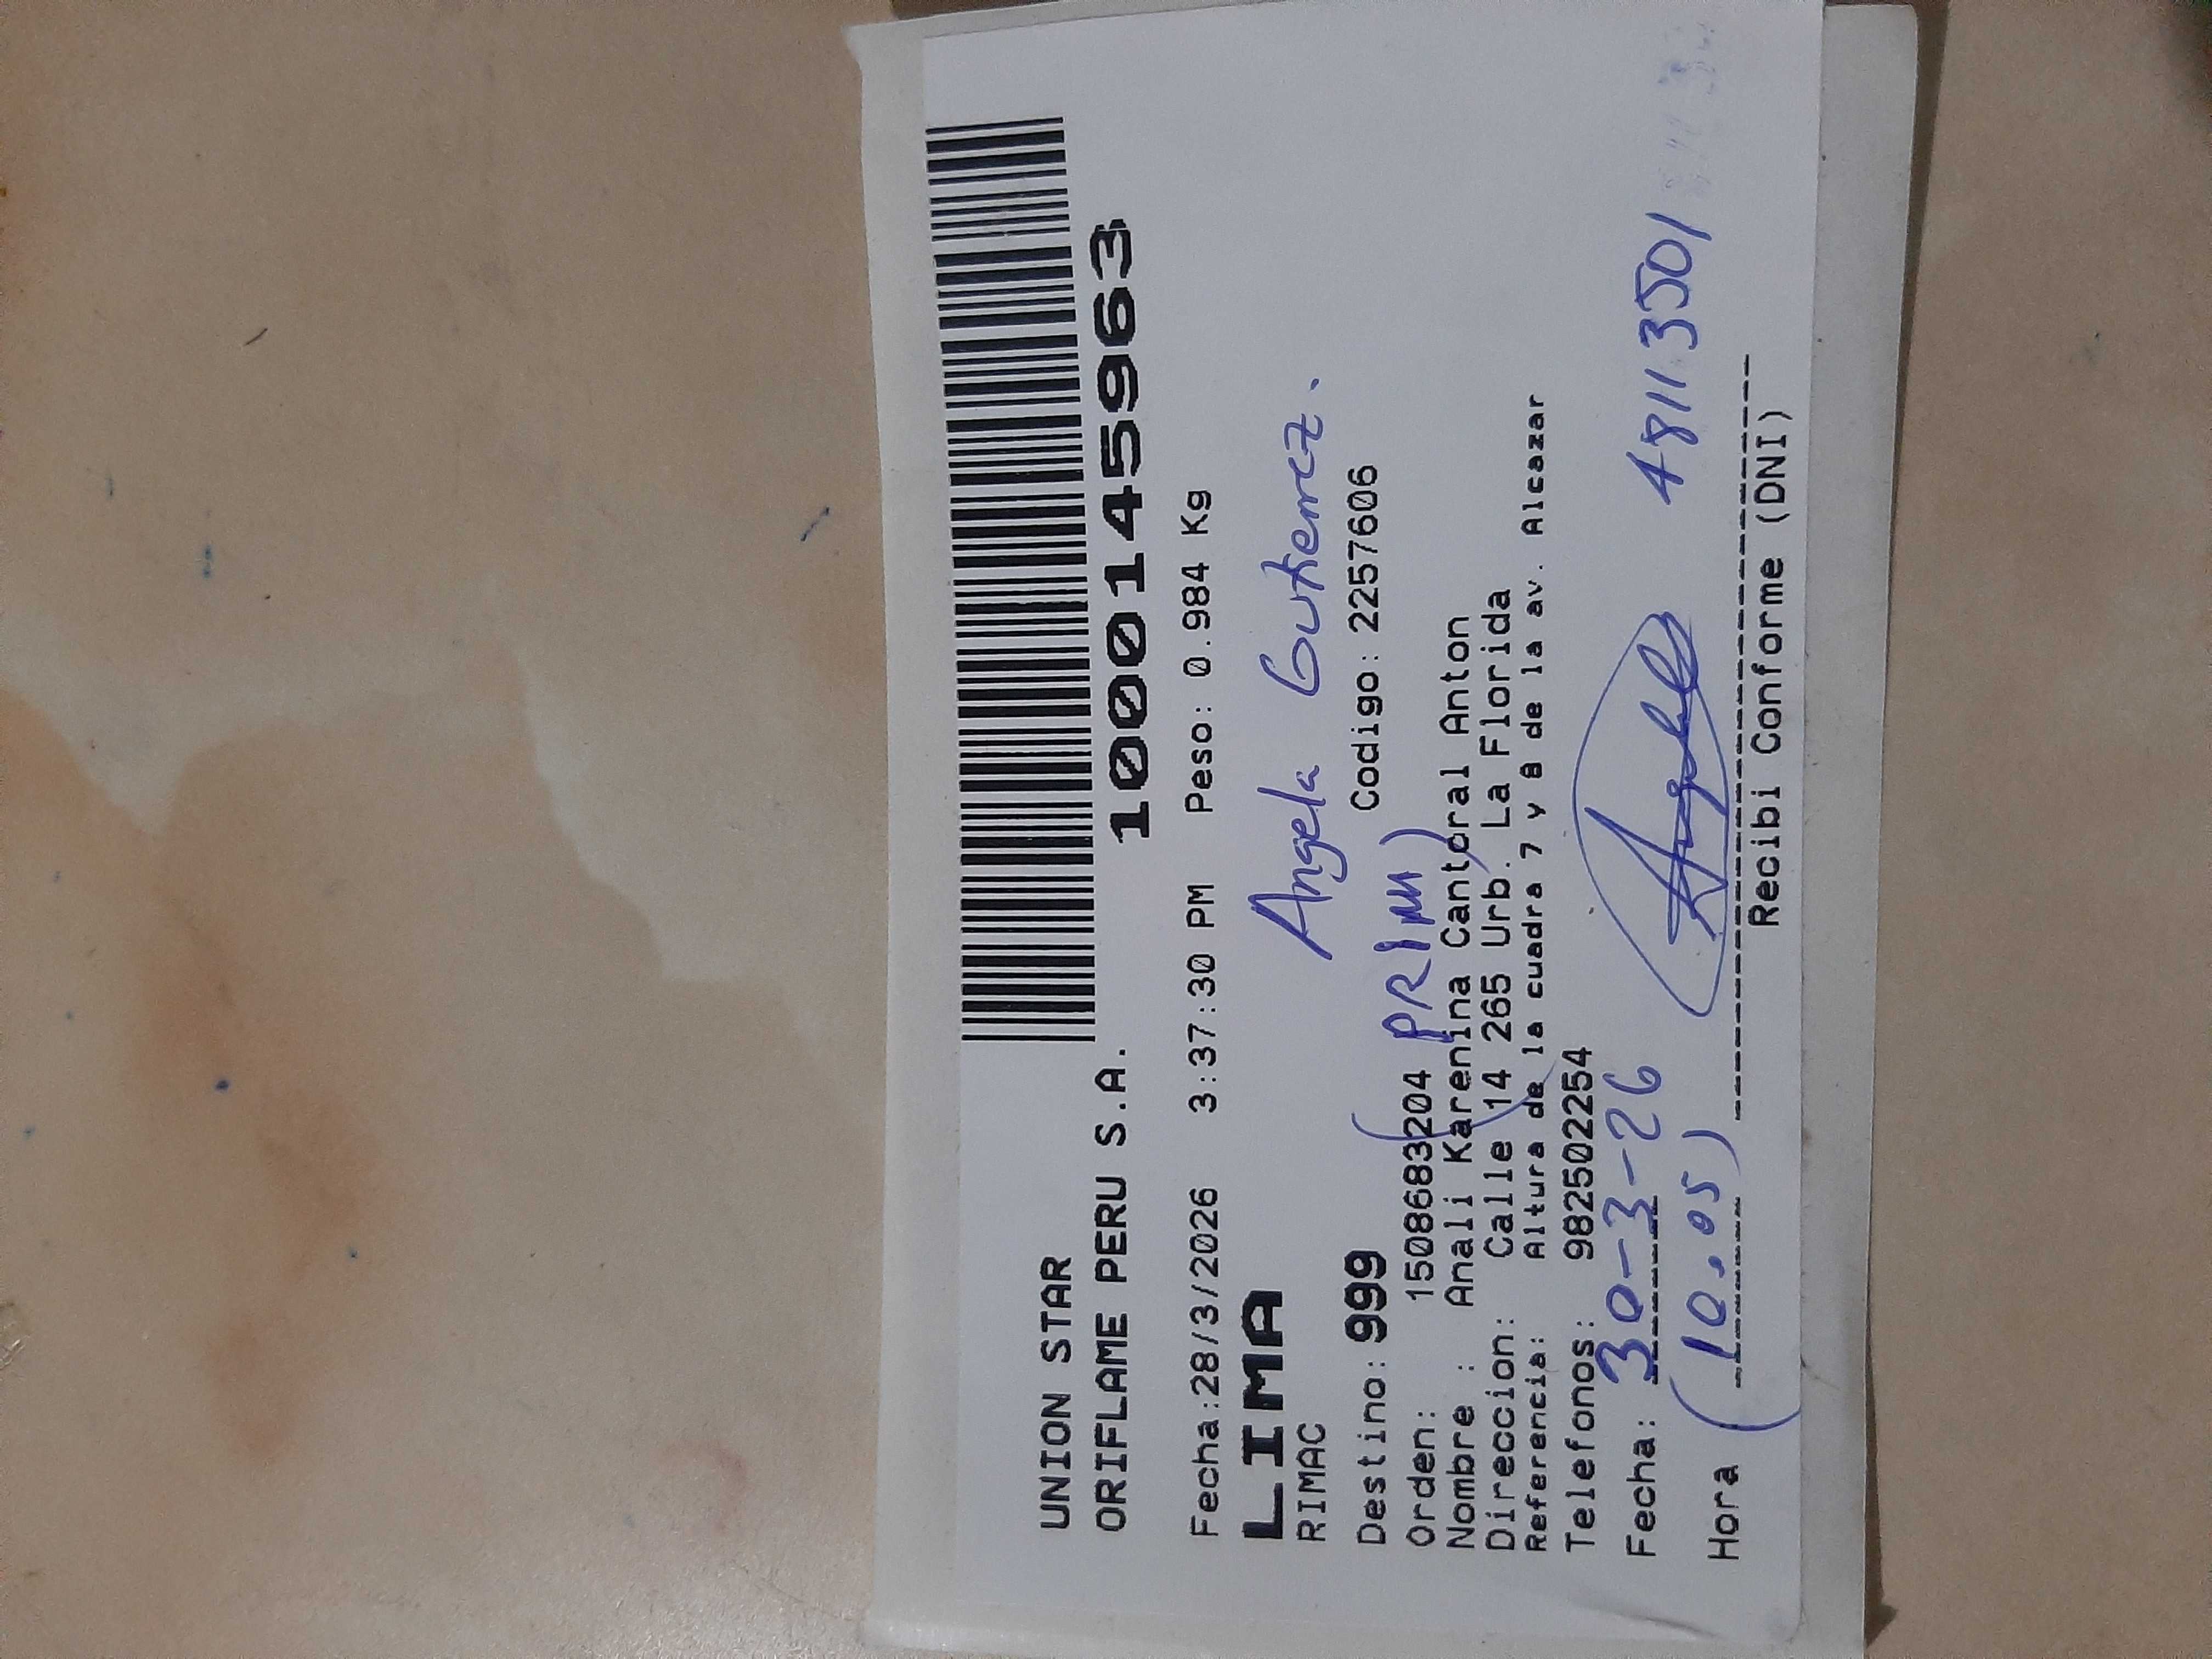 UNION STAR
ORIFLAME PERU S.A.
10001459​63
Fecha:28/3/2026 3:37:30 PM Peso: 0.984 Kg
LIMA
RIMAC
Angela Gutierrez.
Destino: 999 Codigo: 2257606
(PRIMA)
Orden: 1508683204
Nombre : Anali Karenina Cantoral Anton
Direccion: Calle 14 265 Urb. La Florida
Referencia: Altura de la cuadra 7 y 8 de la av. Alcazar
Telefonos: 982502254
Fecha: 30-3-26
48113501
Hora (10:05)
Recibi Conforme (DNI)